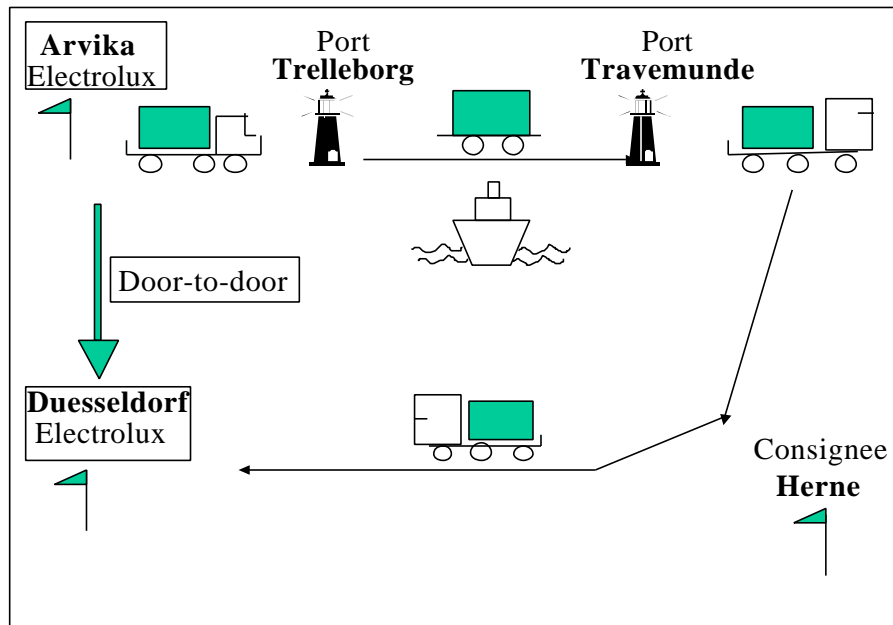 Arvika
Electrolux
Port
Trelleborg
Port
Travemunde
Door-to-door
Duesseldorf
Electrolux
Consignee
Herne